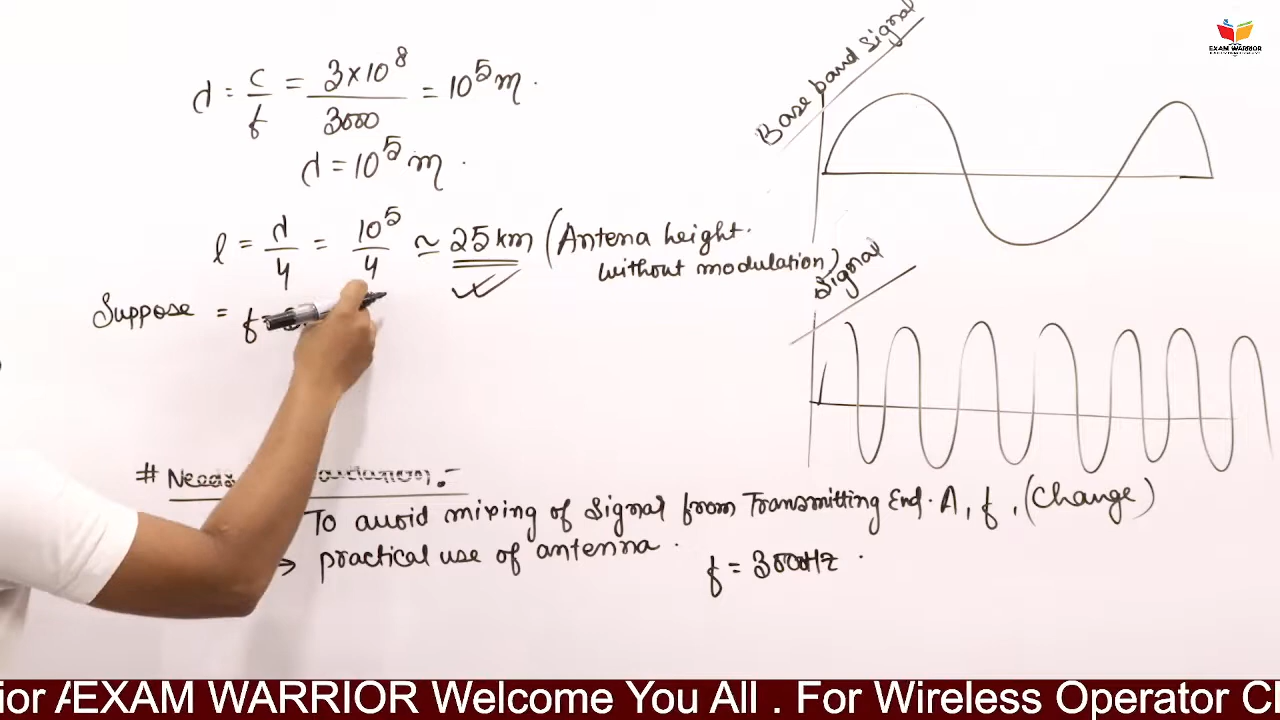 d = c/f = 3×10^8/3000 = 10^5 m.
d = 10^5 m.
l = d/4 = 10^5/4 ≃ 25 km (Antena height.
without modulation)
Suppose = f
# Need
To avoid mixing of Signal from Transmitting End. A, f, (Change)
→ practical use of antenna.
f = 3000Hz.
Base band Signal
Signal
EXAM WARRIOR
EXAM WARRIOR Welcome You All . For Wireless Operator